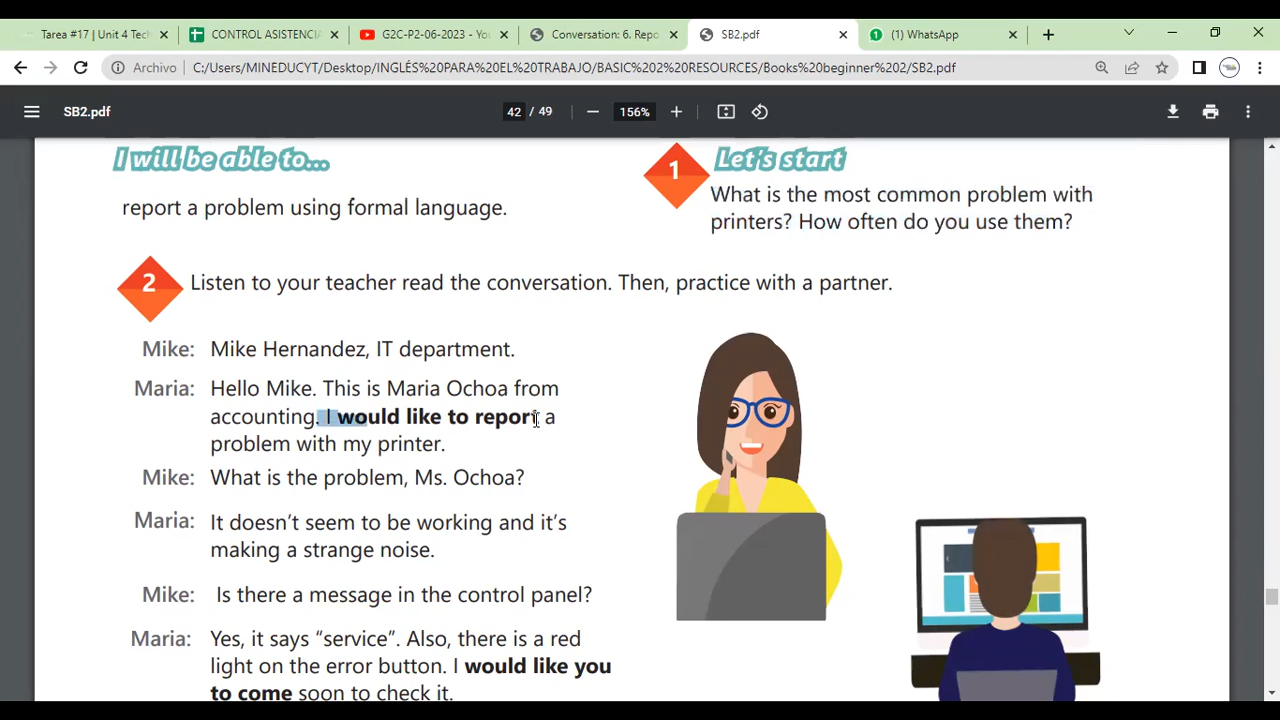 Tarea #17 | Unit 4 Tech
CONTROL ASISTENCIA
G2C-P2-06-2023 - You
Conversation: 6. Repo
SB2.pdf
(1) WhatsApp
Archivo
C:/Users/MINEDUCYT/Desktop/INGLÉS%20PARA%20EL%20TRABAJO/BASIC%202%20RESOURCES/Books%20beginner%202/SB2.pdf
SB2.pdf
42 / 49
156%
I will be able to...
report a problem using formal language.
1
Let's start
What is the most common problem with
printers? How often do you use them?
2
Listen to your teacher read the conversation. Then, practice with a partner.
Mike: Mike Hernandez, IT department.
Maria: Hello Mike. This is Maria Ochoa from
accounting. I would like to report a
problem with my printer.
Mike: What is the problem, Ms. Ochoa?
Maria: It doesn't seem to be working and it's
making a strange noise.
Mike: Is there a message in the control panel?
Maria: Yes, it says “service”. Also, there is a red
light on the error button. I would like you
to come soon to check it.